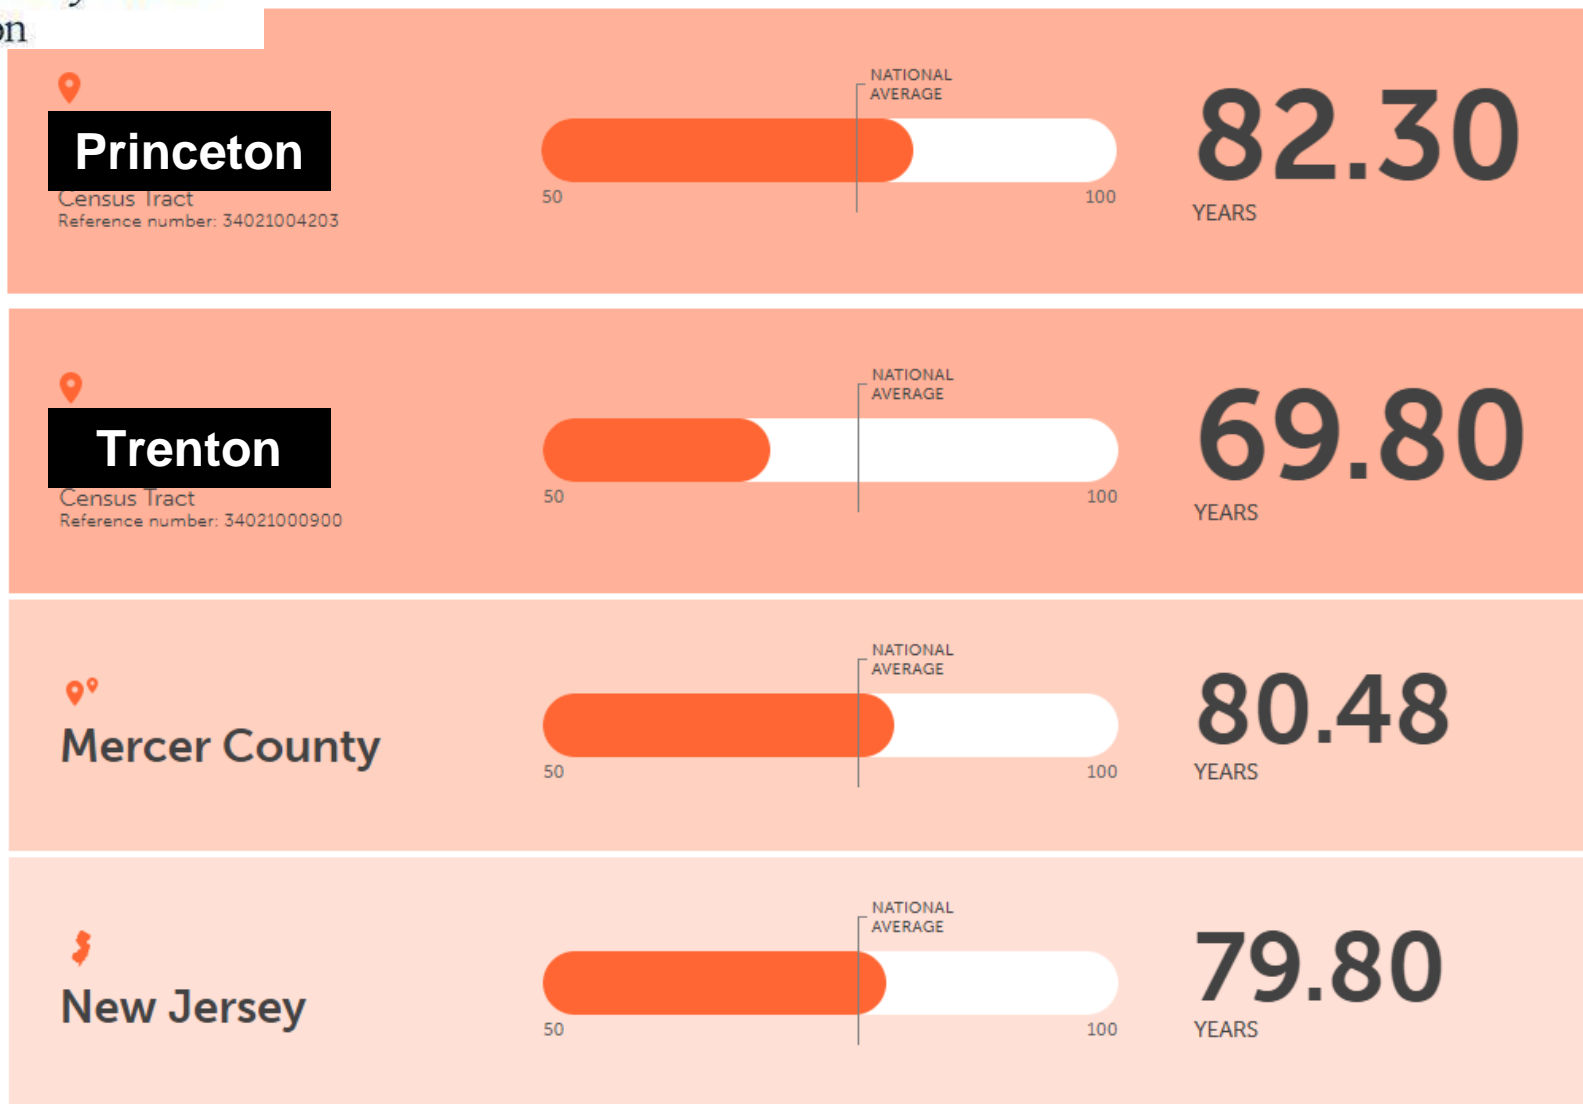 on
NATIONAL
AVERAGE
Princeton
Census Tract
Reference number: 34021004203
50
100
82.30
YEARS
NATIONAL
AVERAGE
Trenton
Census Tract
Reference number: 34021000900
50
100
69.80
YEARS
NATIONAL
AVERAGE
Mercer County
50
100
80.48
YEARS
NATIONAL
AVERAGE
New Jersey
50
100
79.80
YEARS